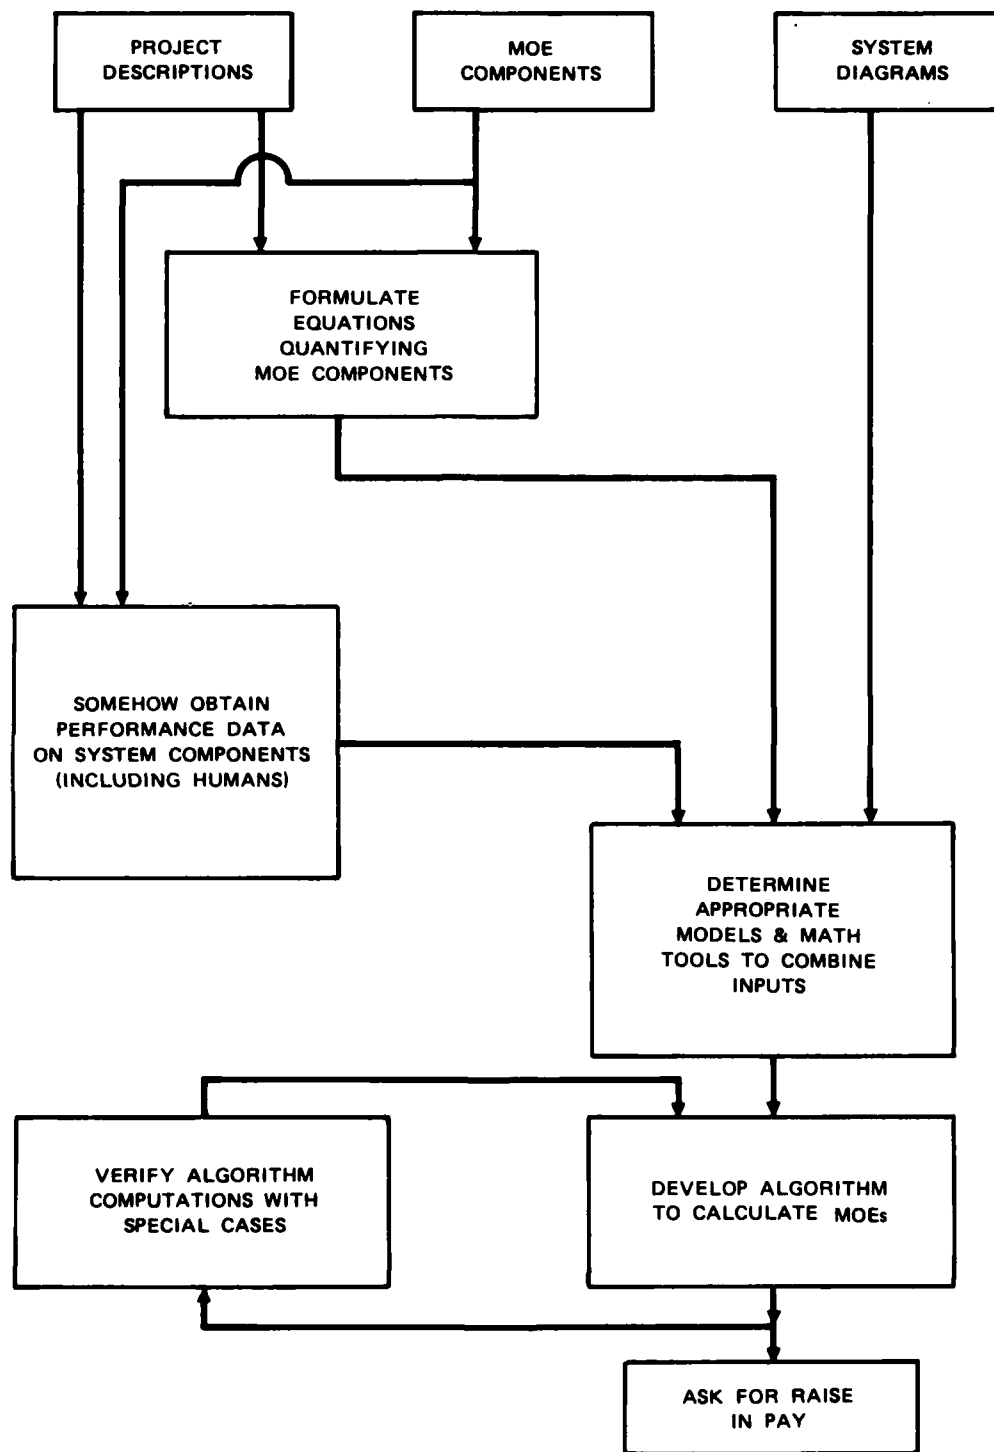 PROJECT
DESCRIPTIONS
MOE
COMPONENTS
SYSTEM
DIAGRAMS
FORMULATE
EQUATIONS
QUANTIFYING
MOE COMPONENTS
SOMEHOW OBTAIN
PERFORMANCE DATA
ON SYSTEM COMPONENTS
(INCLUDING HUMANS)
DETERMINE
APPROPRIATE
MODELS & MATH
TOOLS TO COMBINE
INPUTS
VERIFY ALGORITHM
COMPUTATIONS WITH
SPECIAL CASES
DEVELOP ALGORITHM
TO CALCULATE MOEs
ASK FOR RAISE
IN PAY